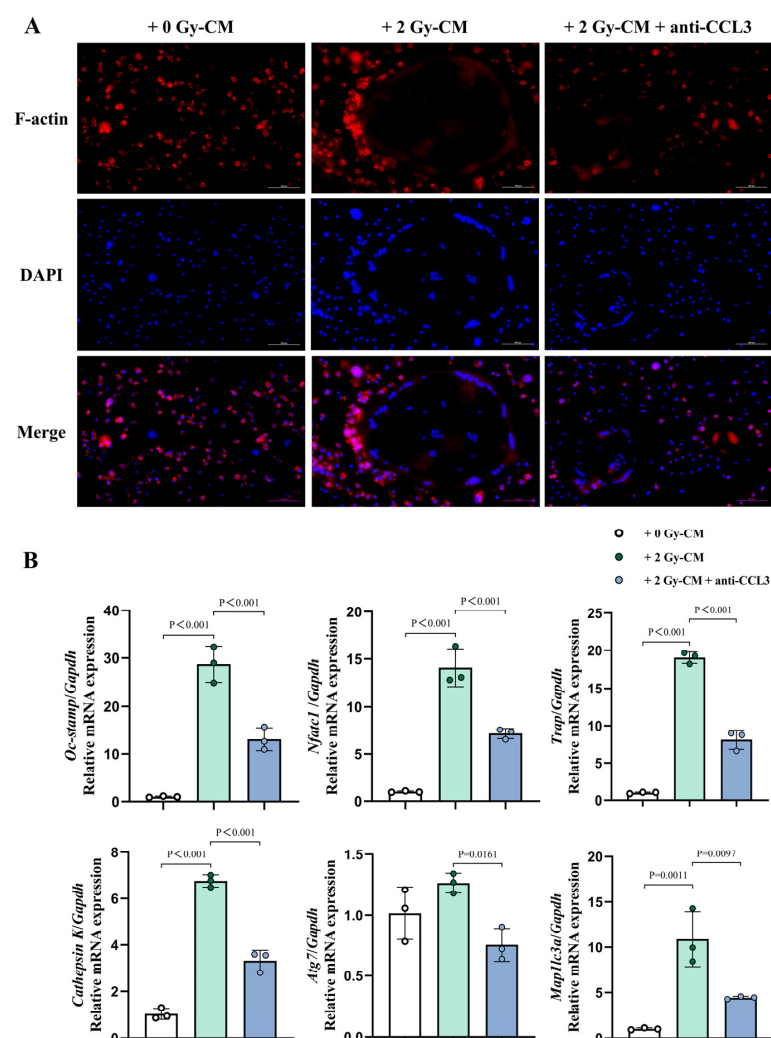 A
+ 0 Gy-CM
+ 2 Gy-CM
+ 2 Gy-CM + anti-CCL3
F-actin
DAPI
Merge
B
+ 0 Gy-CM
+ 2 Gy-CM
+ 2 Gy-CM + anti-CCL3
Oc-stamp/Gapdh
Relative mRNA expression
40
30
20
10
0
P<0.001
P<0.001
Nfatc1 /Gapdh
Relative mRNA expression
20
15
10
5
0
P<0.001
P<0.001
Trap/Gapdh
Relative mRNA expression
25
20
15
10
5
0
P<0.001
P<0.001
Cathepsin K/Gapdh
Relative mRNA expression
8
6
4
2
0
P<0.001
P<0.001
Atg7/Gapdh
Relative mRNA expression
1.5
1.0
0.5
0.0
P=0.0161
Map1lc3a/Gapdh
Relative mRNA expression
20
15
10
5
0
P=0.0011
P=0.0097